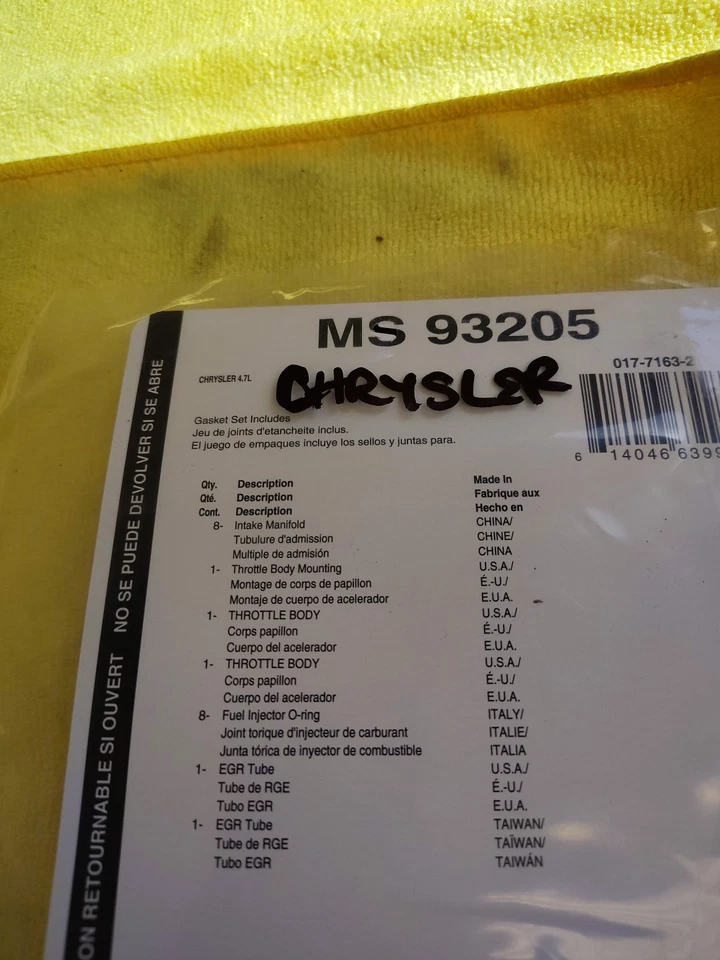 MS 93205
017-7163-2
CHRYSLER 4.7L
CHRYSLER
6 14046 6399
Gasket Set Includes
Jeu de joints d'etancheite inclus.
El juego de empaques incluye los sellos y juntas para.
Qty. Description Made In
Qté. Description Fabrique aux
Cont. Description Hecho en
8- Intake Manifold CHINA/
Tubulure d'admission CHINE/
Multiple de admisión CHINA
1- Throttle Body Mounting U.S.A./
Montage de corps de papillon É.-U./
Montaje de cuerpo de acelerador E.U.A.
1- THROTTLE BODY U.S.A./
Corps papillon É.-U./
Cuerpo del acelerador E.U.A.
1- THROTTLE BODY U.S.A./
Corps papillon É.-U./
Cuerpo del acelerador E.U.A.
8- Fuel Injector O-ring ITALY/
Joint torique d'injecteur de carburant ITALIE/
Junta tórica de inyector de combustible ITALIA
1- EGR Tube U.S.A./
Tube de RGE É.-U./
Tubo EGR E.U.A.
1- EGR Tube TAIWAN/
Tube de RGE TAÏWAN/
Tubo EGR TAIWÁN
ON RETOURNABLE SI OUVERT NO SE PUEDE DEVOLVER SI SE ABRE